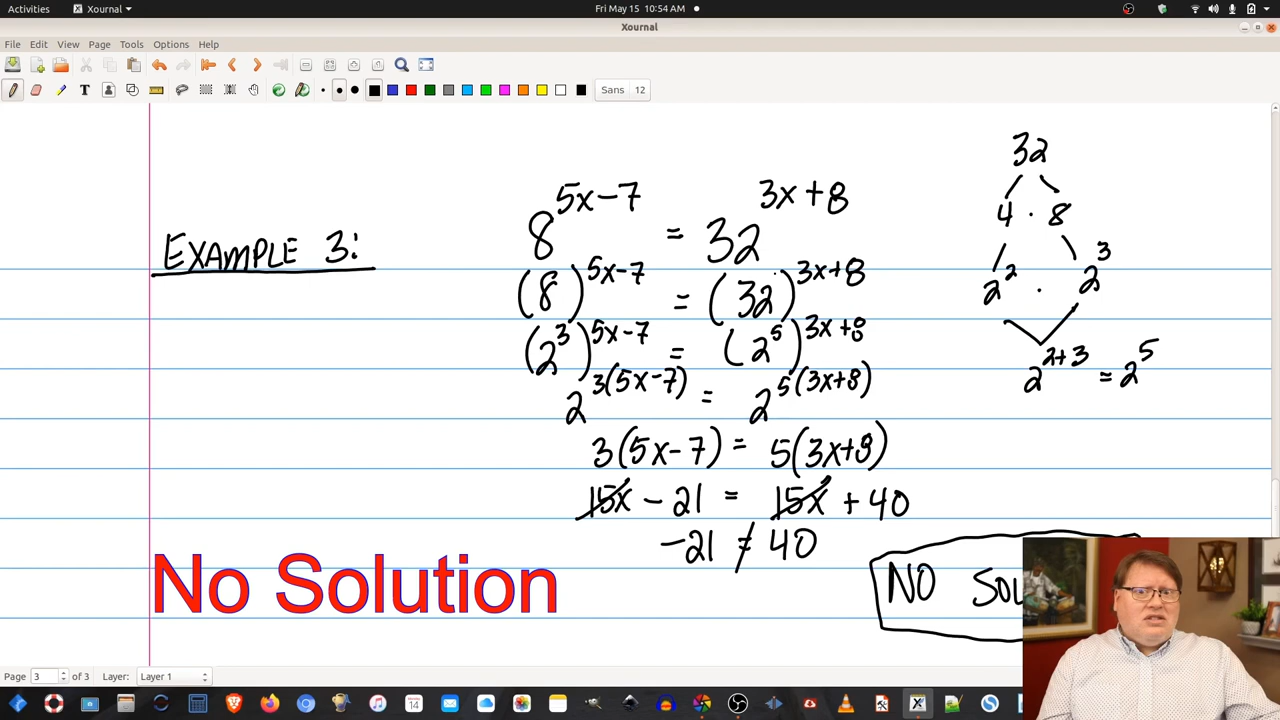 Activities
Xournal
Fri May 15 10:54 AM
Xournal
File Edit View Page Tools Options Help
Sans 12
EXAMPLE 3:
8^(5x-7) = 32^(3x+8)
(8)^(5x-7) = (32)^(3x+8)
(2^3)^(5x-7) = (2^5)^(3x+8)
2^(3(5x-7)) = 2^(5(3x+8))
3(5x-7) = 5(3x+8)
15x - 21 = 15x + 40
-21 ≠ 40
NO SOL
No Solution
32
4 · 8
2^2 · 2^3
2^(2+3) = 2^5
Page 3 of 3 Layer: Layer 1